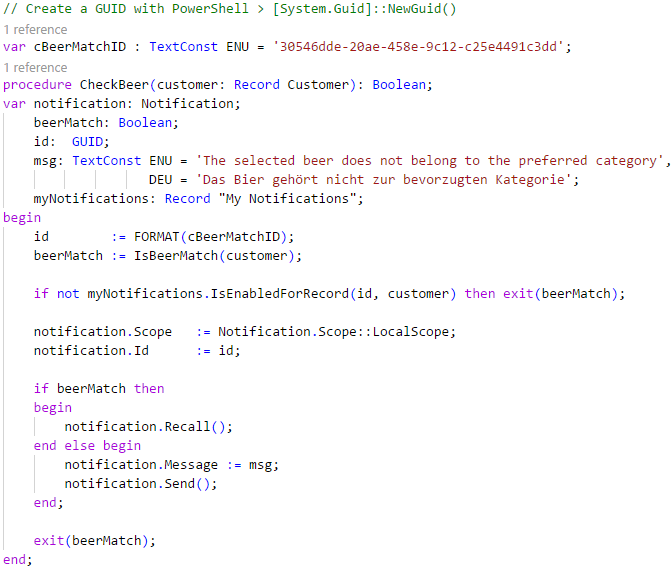 // Create a GUID with PowerShell > [System.Guid]::NewGuid()
1 reference
var cBeerMatchID : TextConst ENU = '30546dde-20ae-458e-9c12-c25e4491c3dd';
1 reference
procedure CheckBeer(customer: Record Customer): Boolean;
var notification: Notification;
    beerMatch: Boolean;
    id:  GUID;
    msg: TextConst ENU = 'The selected beer does not belong to the preferred category',
                   DEU = 'Das Bier gehört nicht zur bevorzugten Kategorie';
    myNotifications: Record "My Notifications";
begin
    id        := FORMAT(cBeerMatchID);
    beerMatch := IsBeerMatch(customer);

    if not myNotifications.IsEnabledForRecord(id, customer) then exit(beerMatch);

    notification.Scope   := Notification.Scope::LocalScope;
    notification.Id      := id;

    if beerMatch then
    begin
        notification.Recall();
    end else begin
        notification.Message := msg;
        notification.Send();
    end;

    exit(beerMatch);
end;